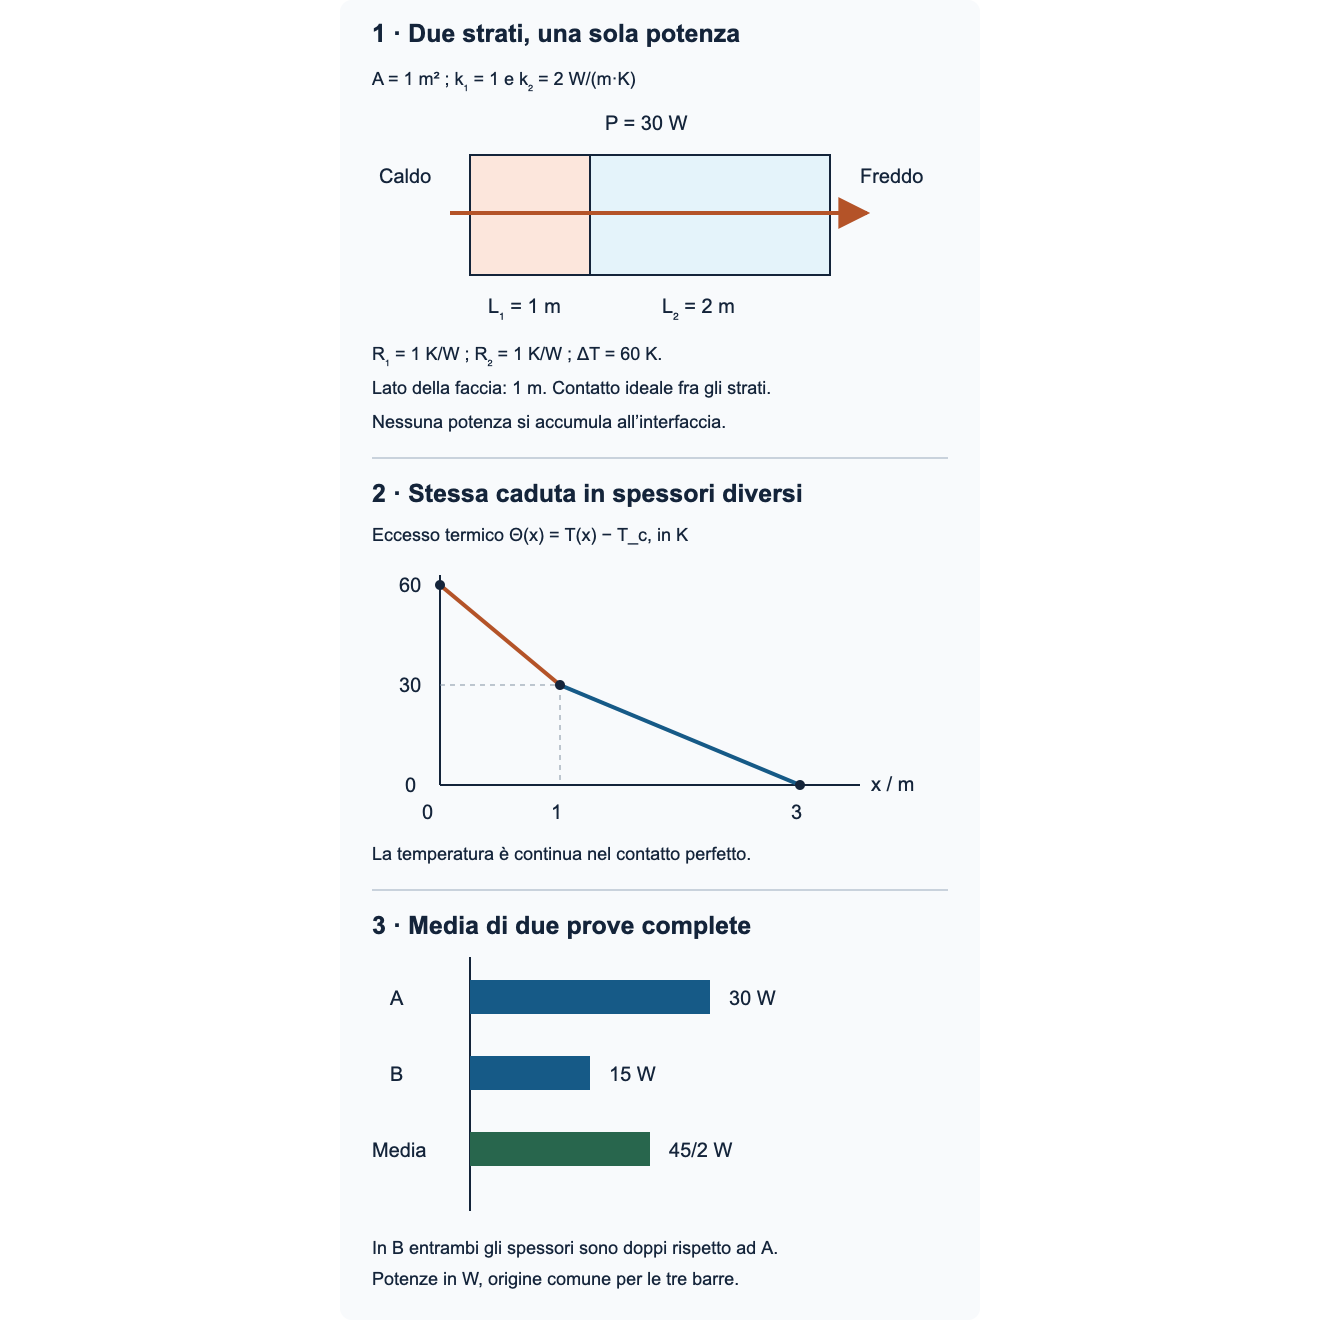 1 · Due strati, una sola potenza
A = 1 m² ; k₁ = 1 e k₂ = 2 W/(m·K)
P = 30 W
Caldo
Freddo
L₁ = 1 m
L₂ = 2 m
R₁ = 1 K/W ; R₂ = 1 K/W ; ΔT = 60 K.
Lato della faccia: 1 m. Contatto ideale fra gli strati.
Nessuna potenza si accumula all’interfaccia.
2 · Stessa caduta in spessori diversi
Eccesso termico Θ(x) = T(x) − T_c, in K
60
30
0
x / m
0
1
3
La temperatura è continua nel contatto perfetto.
3 · Media di due prove complete
A
30 W
B
15 W
Media
45/2 W
In B entrambi gli spessori sono doppi rispetto ad A.
Potenze in W, origine comune per le tre barre.